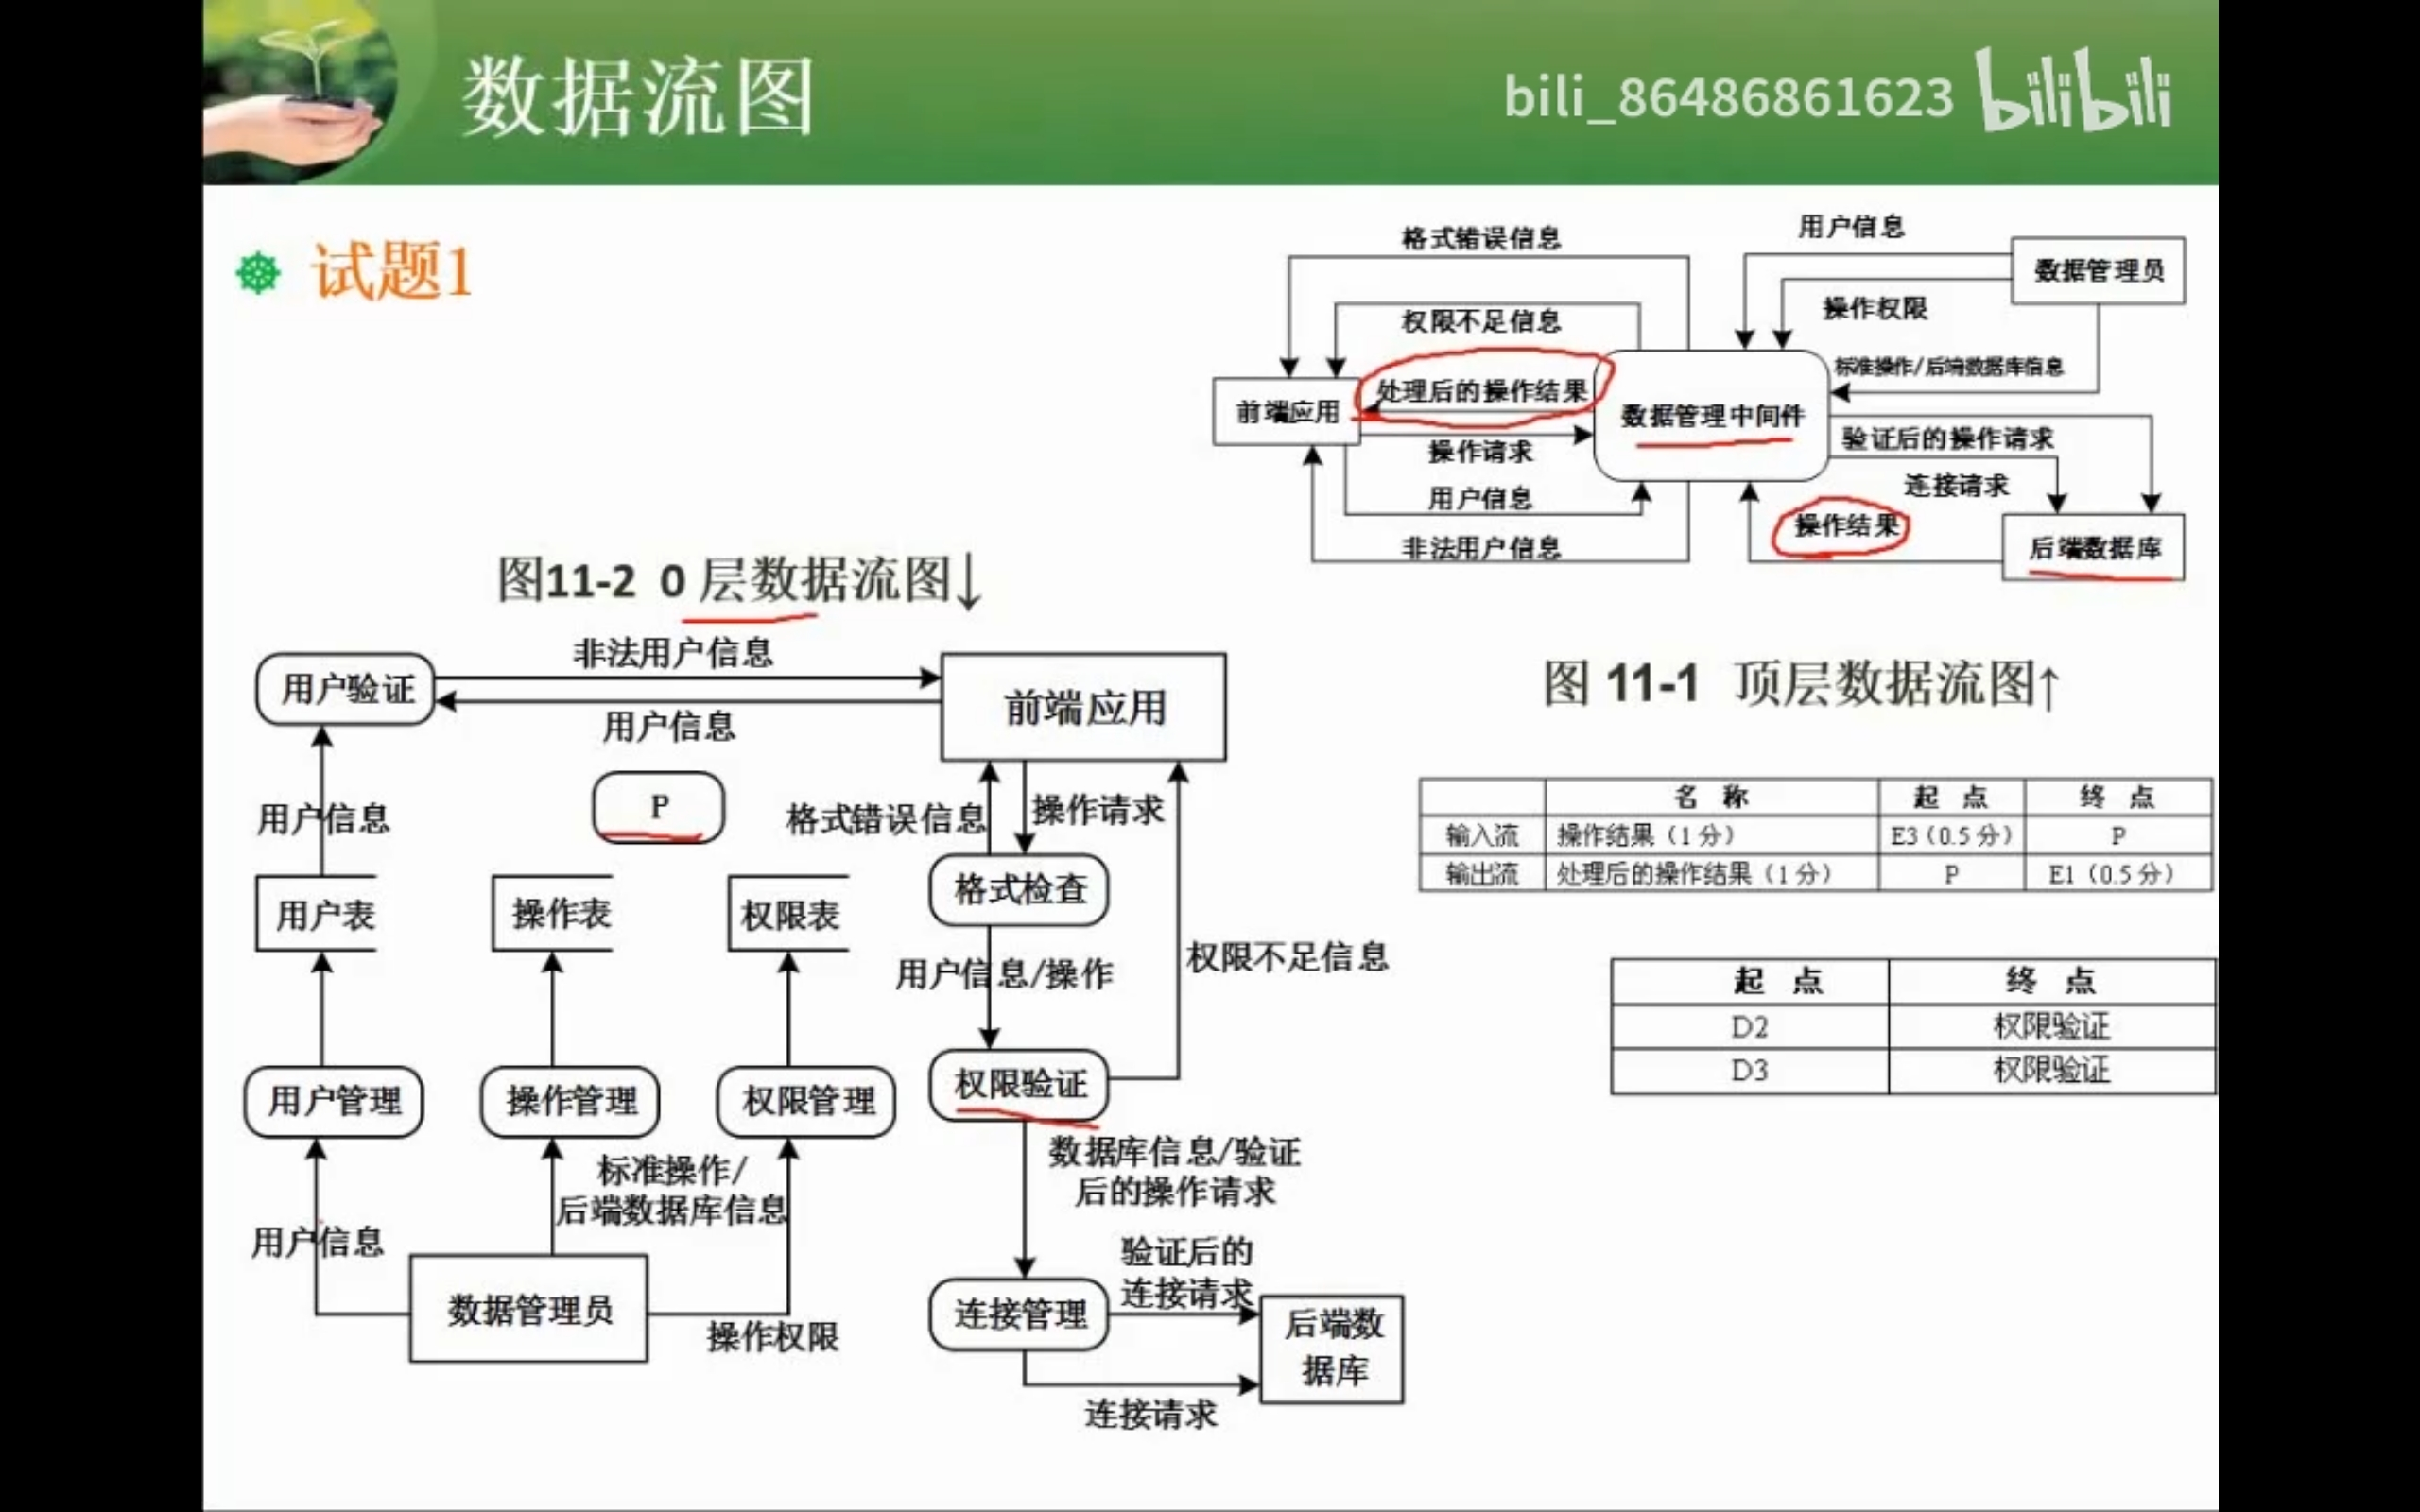 数据流图
bili_86486861623 bilibili
试题1
格式错误信息
用户信息
数据管理员
权限不足信息
操作权限
处理后的操作结果
标准操作/后端数据库信息
前端应用
数据管理中间件
操作请求
验证后的操作请求
用户信息
连接请求
操作结果
非法用户信息
后端数据库
图11-2 0 层数据流图↓
图 11-1 顶层数据流图↑
用户验证
非法用户信息
前端应用
用户信息
P
用户信息
格式错误信息
操作请求
用户表
操作表
权限表
格式检查
用户信息/操作
权限不足信息
用户管理
操作管理
权限管理
权限验证
标准操作/
后端数据库信息
数据库信息/验证
后的操作请求
用户信息
数据管理员
操作权限
验证后的
连接请求
连接管理
后端数
据库
连接请求
名 称 起 点 终 点
输入流 操作结果（1 分） E3（0.5 分） P
输出流 处理后的操作结果（1 分） P E1（0.5 分）
起 点 终 点
D2 权限验证
D3 权限验证